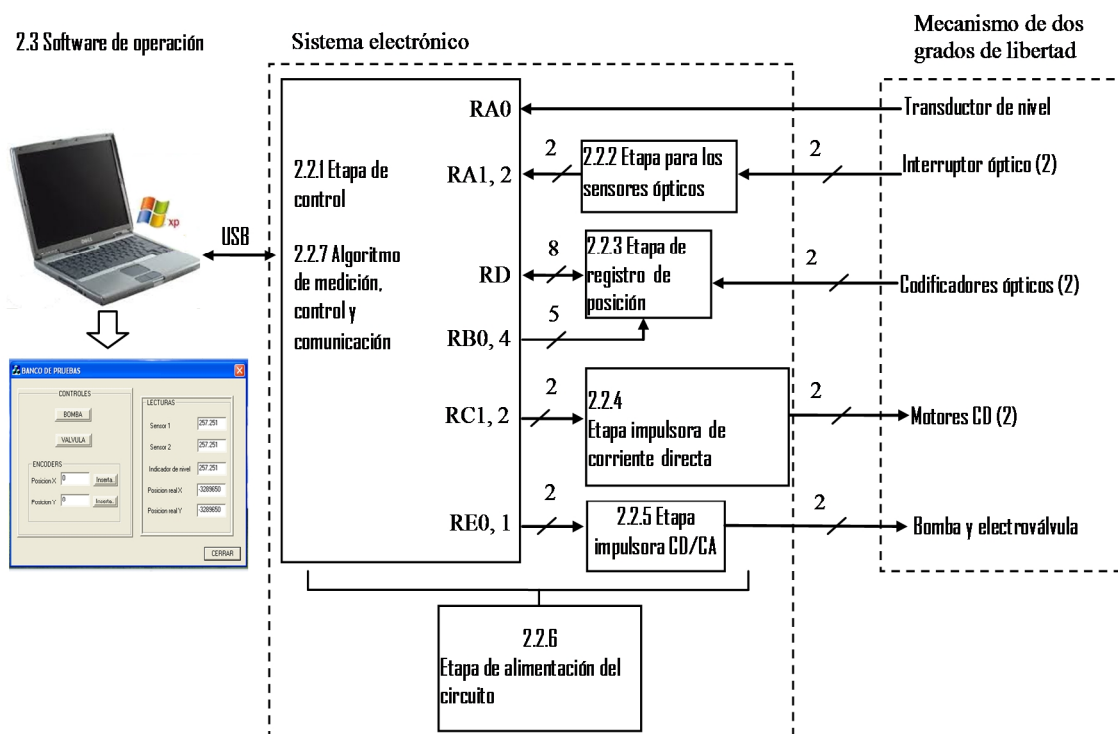 2.3 Software de operación
Sistema electrónico
Mecanismo de dos
grados de libertad
xp
USB
2.2.1 Etapa de
control
2.2.7 Algoritmo
de medición,
control y
comunicación
RA0
Transductor de nivel
RA1, 2
2
2.2.2 Etapa para los
sensores ópticos
2
Interruptor óptico (2)
RD
8
2.2.3 Etapa de
registro de
posición
2
Codificadores ópticos (2)
RB0, 4
5
RC1, 2
2
2.2.4
Etapa impulsora de
corriente directa
2
Motores CD (2)
RE0, 1
2
2.2.5 Etapa
impulsora CD/CA
2
Bomba y electroválvula
2.2.6
Etapa de alimentación del
circuito
BANCO DE PRUEBAS
CONTROLES
BOMBA
VALVULA
ENCODERS
Posicion X 0 Inserta..
Posicion Y 0 Inserta..
LECTURAS
Sensor 1 257.251
Sensor 2 257.251
Indicador de nivel 257.251
Posicion real X -3289650
Posicion real Y -3289650
CERRAR